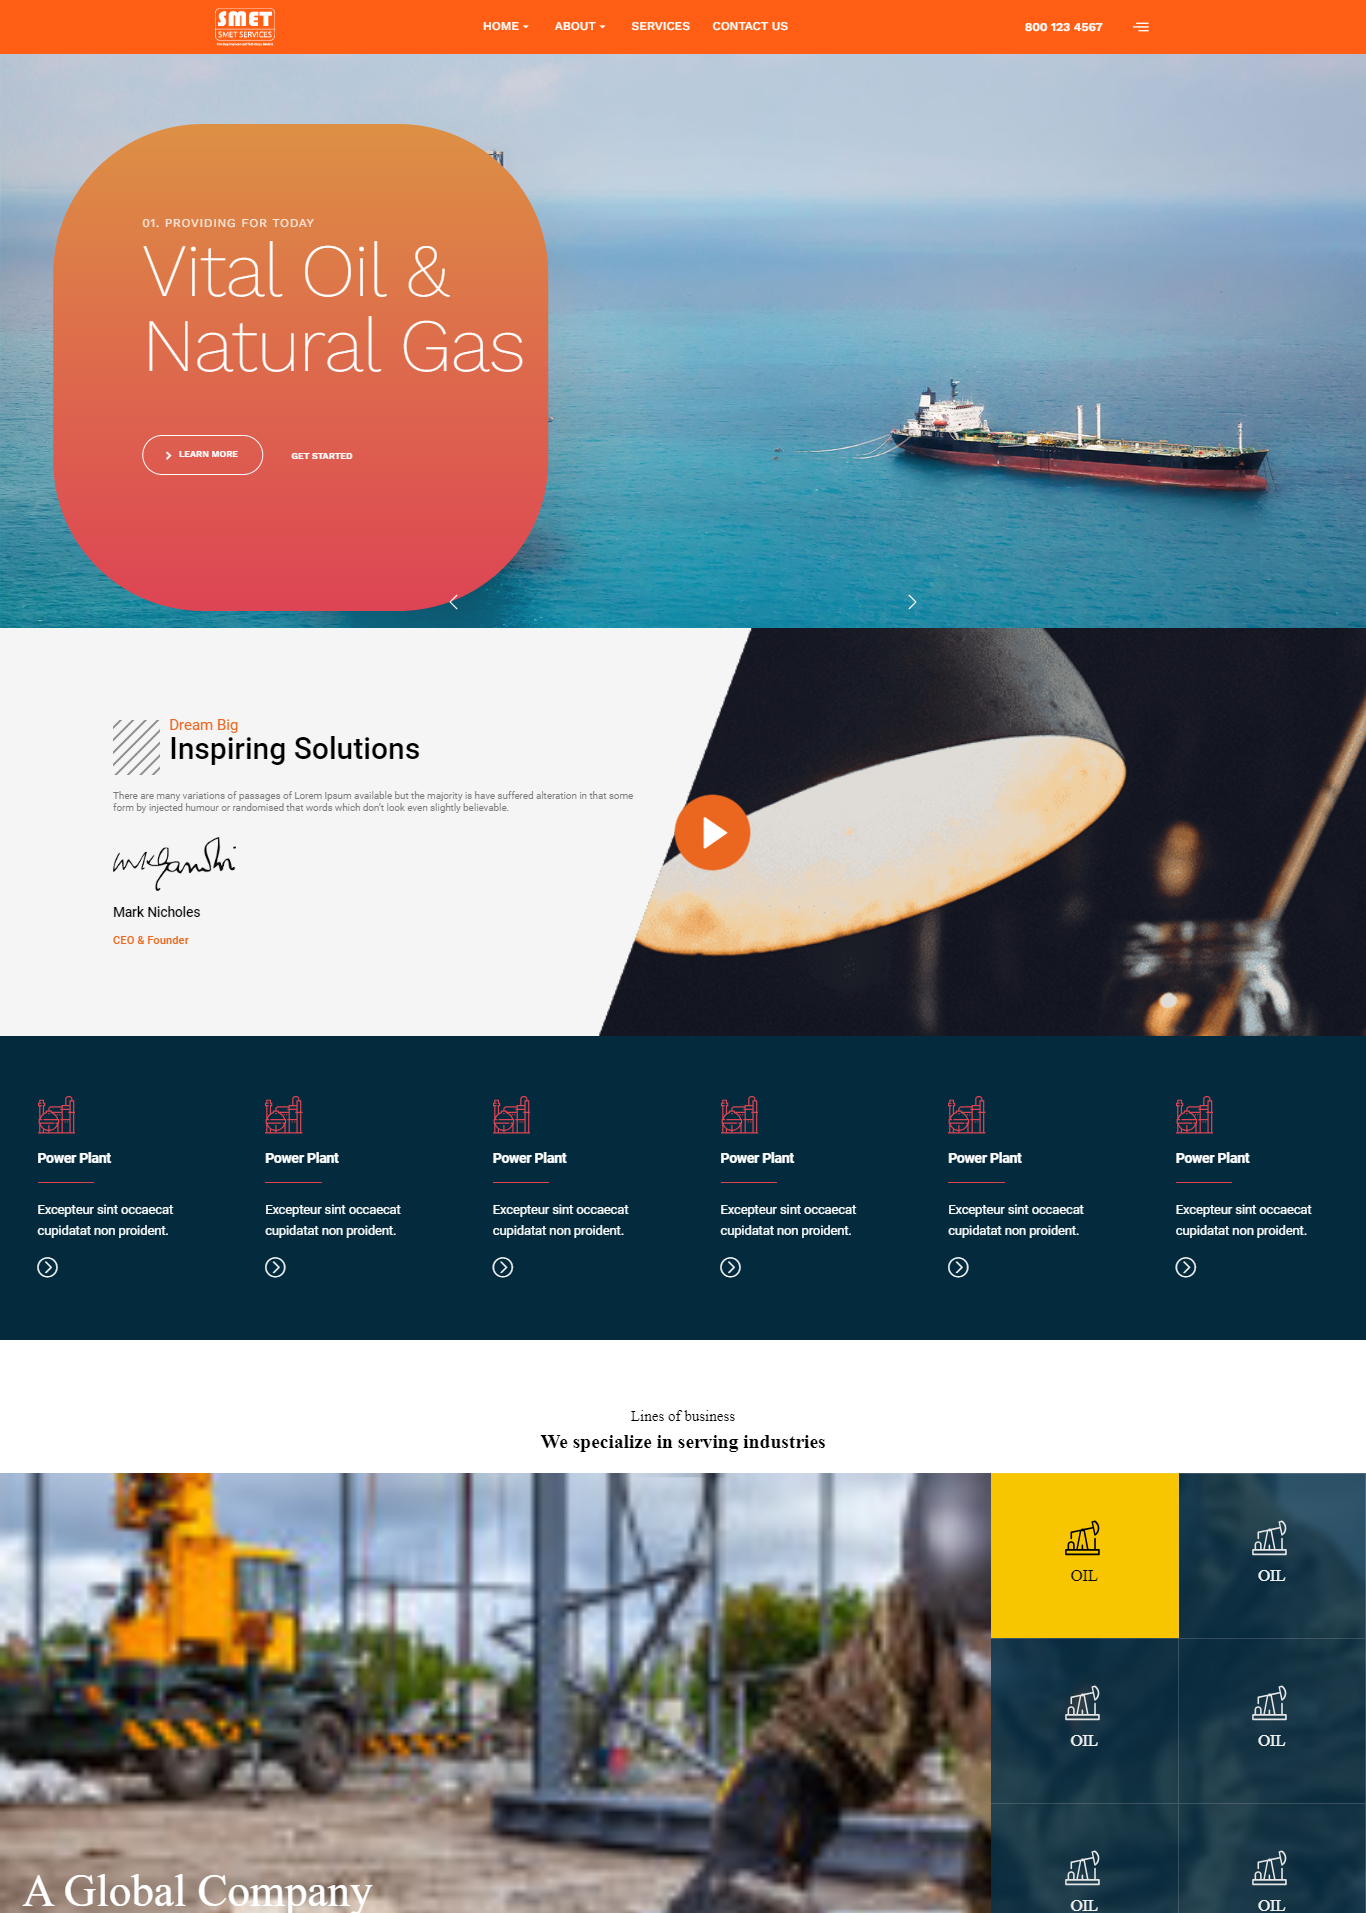 SMET
SMET SERVICES
HOME
ABOUT
SERVICES
CONTACT US
800 123 4567
01. PROVIDING FOR TODAY
Vital Oil &
Natural Gas
LEARN MORE
GET STARTED
Dream Big
Inspiring Solutions
There are many variations of passages of Lorem Ipsum available but the majority is have suffered alteration in that some
form by injected humour or randomised that words which don't look even slightly believable.
Mark Nicholes
CEO & Founder
Power Plant
Excepteur sint occaecat
cupidatat non proident.
Power Plant
Excepteur sint occaecat
cupidatat non proident.
Power Plant
Excepteur sint occaecat
cupidatat non proident.
Power Plant
Excepteur sint occaecat
cupidatat non proident.
Power Plant
Excepteur sint occaecat
cupidatat non proident.
Power Plant
Excepteur sint occaecat
cupidatat non proident.
Lines of business
We specialize in serving industries
OIL
OIL
OIL
OIL
A Global Company
OIL
OIL